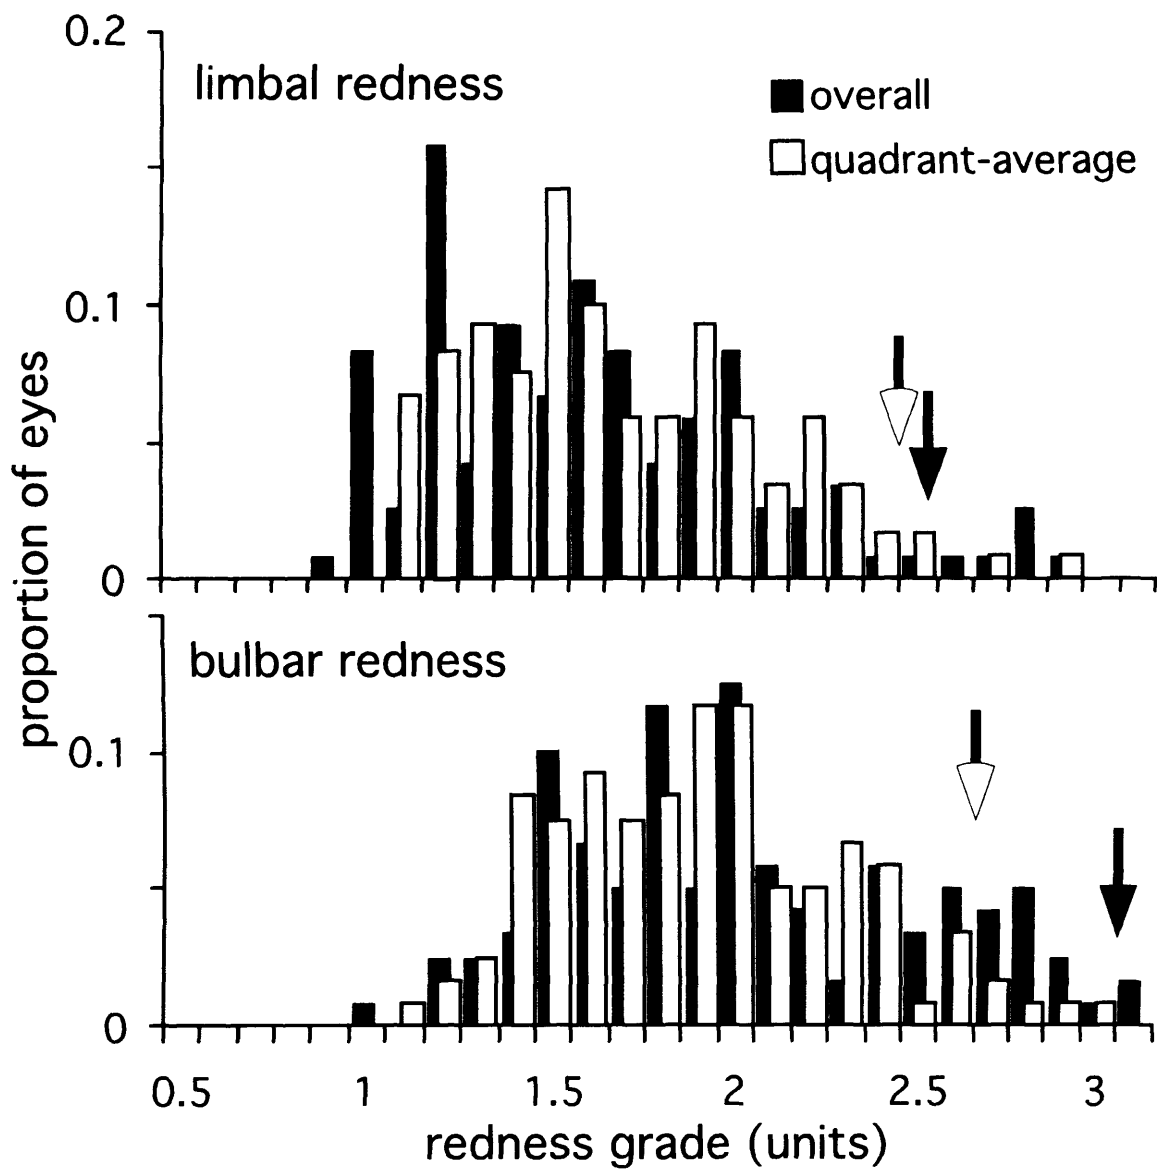 0.2
limbal redness
overall
quadrant-average
0.1
0
proportion of eyes
bulbar redness
0.1
0
0.5 1 1.5 2 2.5 3
redness grade (units)